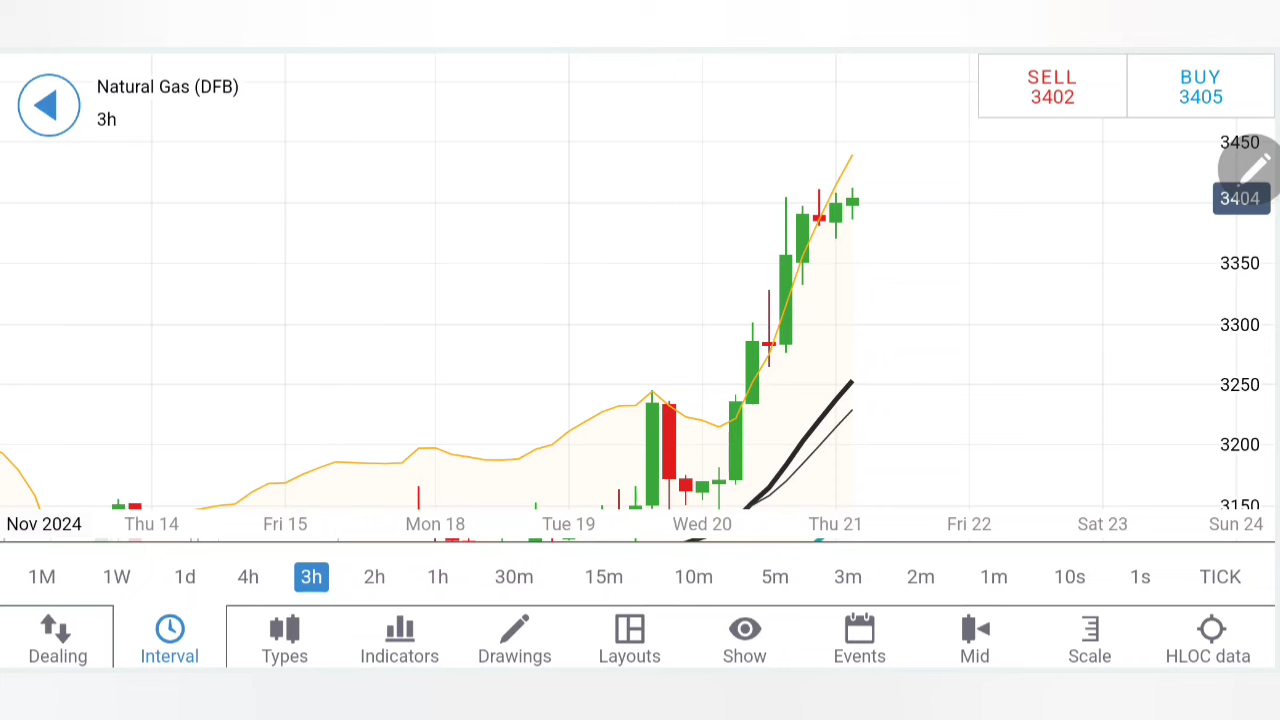 Natural Gas (DFB)
3h
SELL
3402
BUY
3405
3450
3404
3350
3300
3250
3200
3150
Nov 2024 Thu 14 Fri 15 Mon 18 Tue 19 Wed 20 Thu 21 Fri 22 Sat 23 Sun 24
1M 1W 1d 4h 3h 2h 1h 30m 15m 10m 5m 3m 2m 1m 10s 1s TICK
Dealing Interval Types Indicators Drawings Layouts Show Events Mid Scale HLOC data